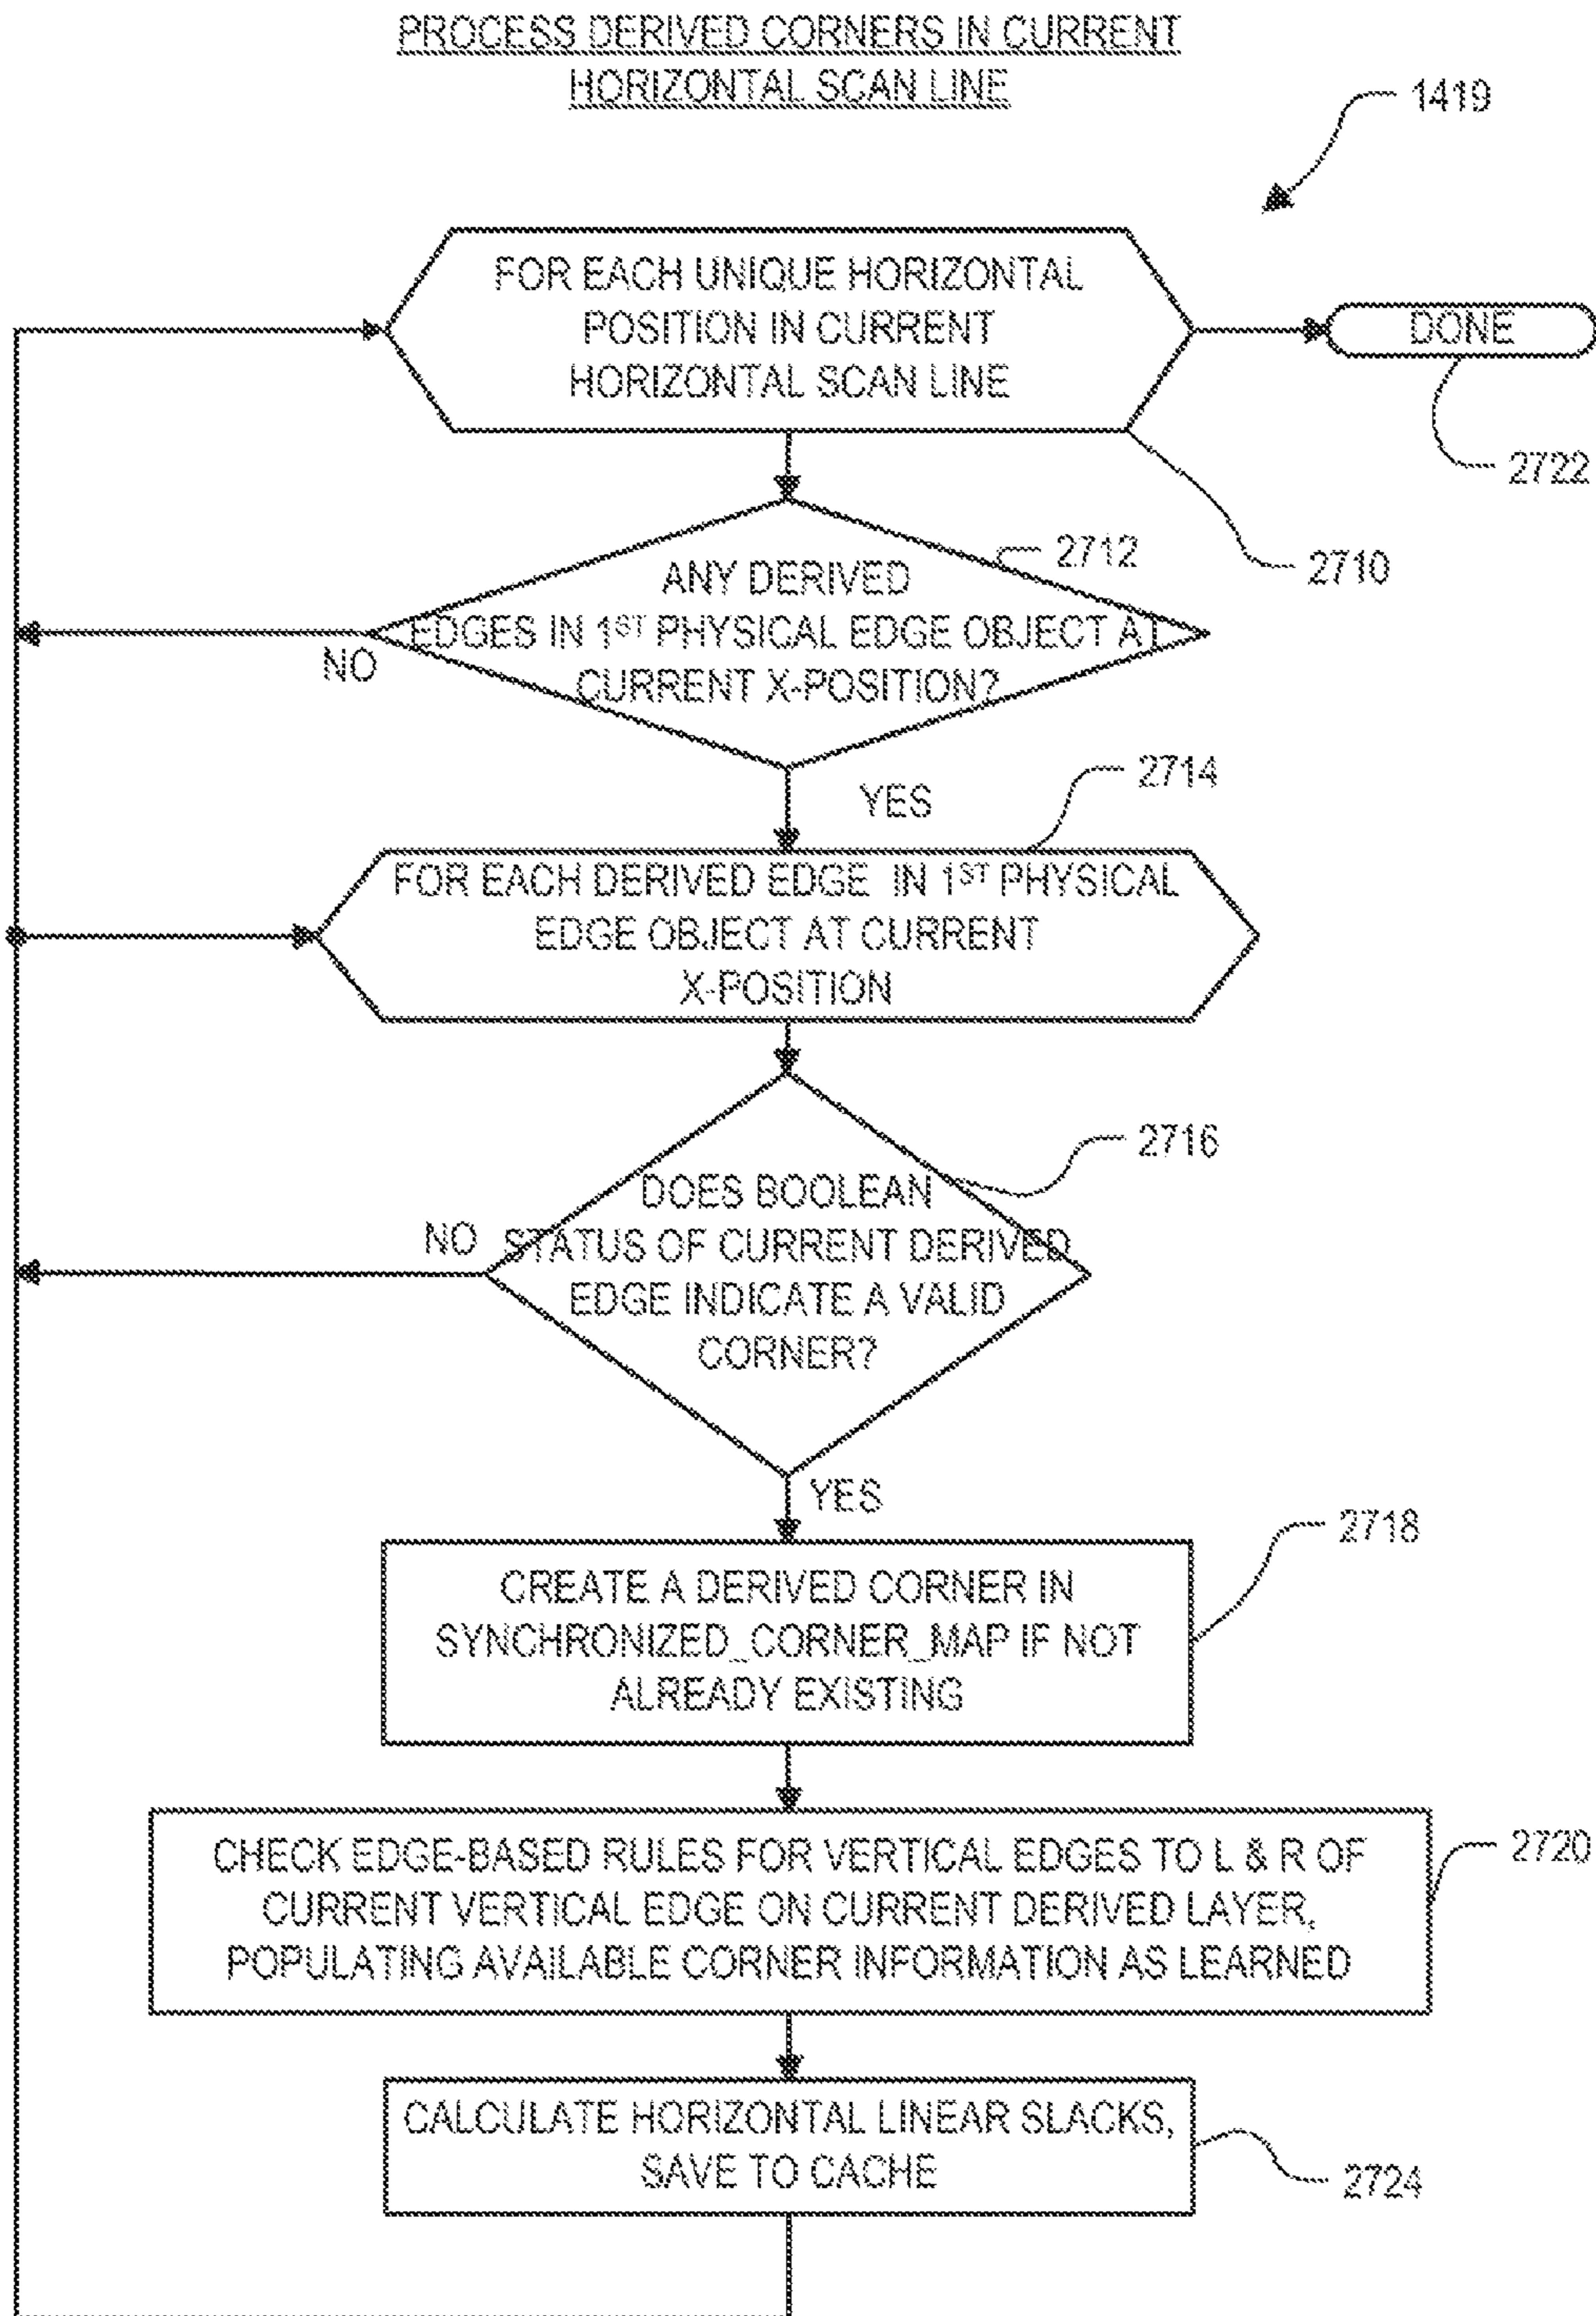 PROCESS DERIVED CORNERS IN CURRENT
HORIZONTAL SCAN LINE
1419
FOR EACH UNIQUE HORIZONTAL
POSITION IN CURRENT
HORIZONTAL SCAN LINE
DONE
2722
2710
2712
ANY DERIVED
EDGES IN 1ST PHYSICAL EDGE OBJECT AT
CURRENT X-POSITION?
NO
YES
2714
FOR EACH DERIVED EDGE IN 1ST PHYSICAL
EDGE OBJECT AT CURRENT
X-POSITION
2716
DOES BOOLEAN
STATUS OF CURRENT DERIVED
EDGE INDICATE A VALID
CORNER?
NO
YES
2718
CREATE A DERIVED CORNER IN
SYNCHRONIZED_CORNER_MAP IF NOT
ALREADY EXISTING
2720
CHECK EDGE-BASED RULES FOR VERTICAL EDGES TO L & R OF
CURRENT VERTICAL EDGE ON CURRENT DERIVED LAYER,
POPULATING AVAILABLE CORNER INFORMATION AS LEARNED
CALCULATE HORIZONTAL LINEAR SLACKS,
SAVE TO CACHE
2724